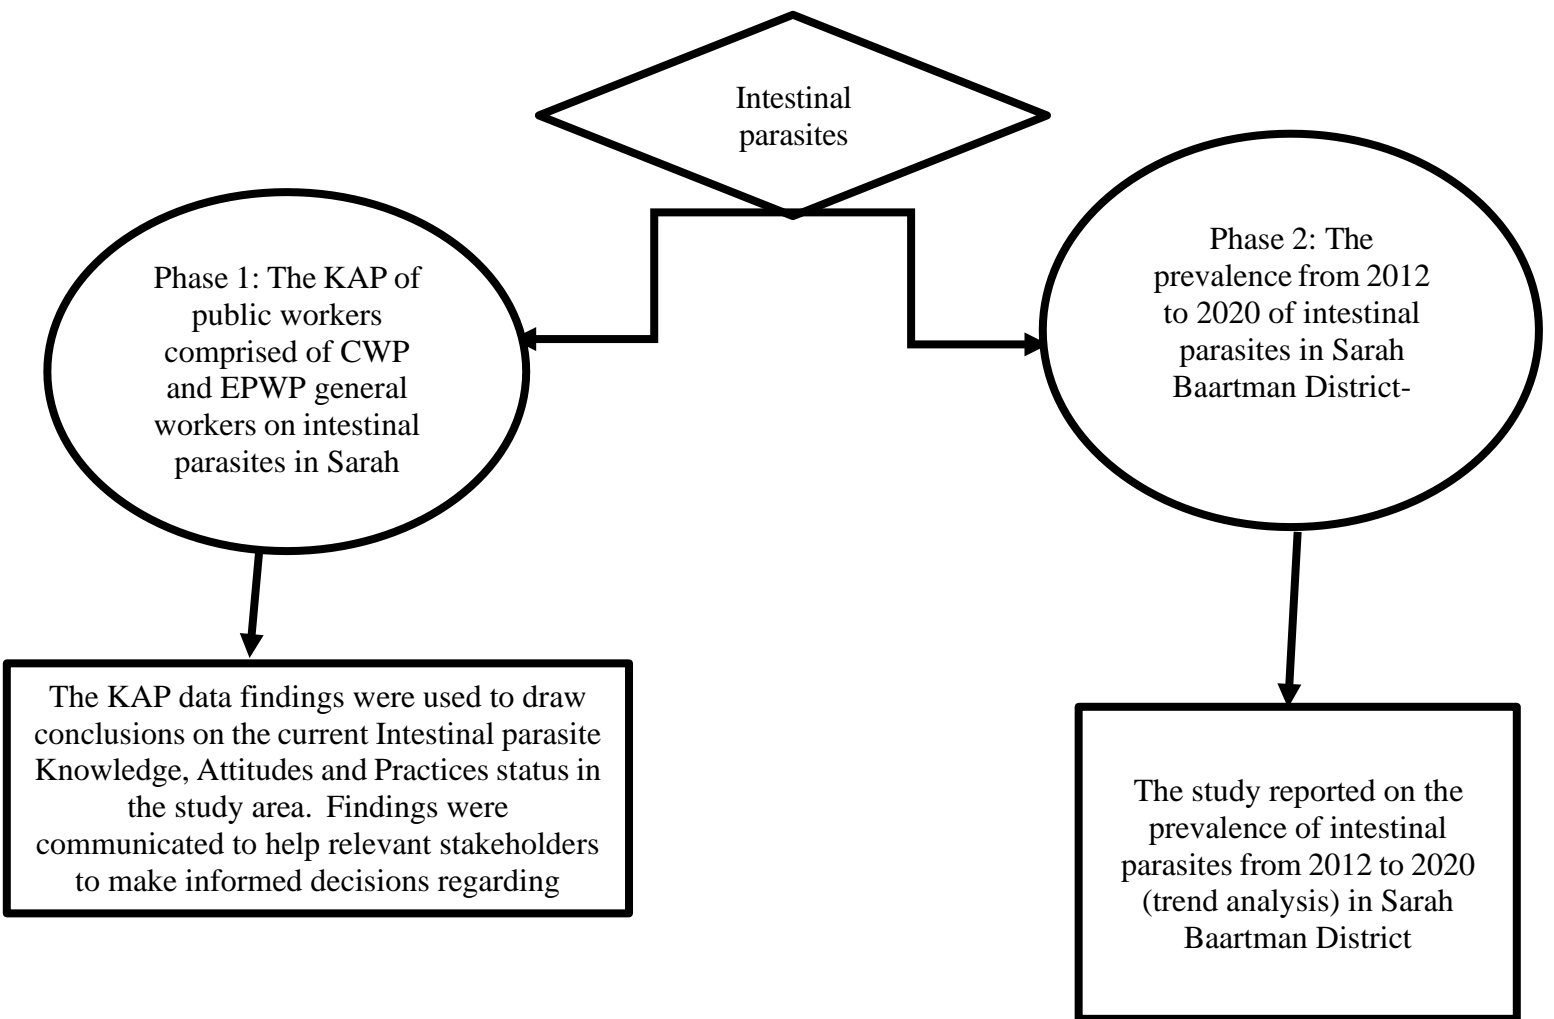 Intestinal
parasites
Phase 1: The KAP of
public workers
comprised of CWP
and EPWP general
workers on intestinal
parasites in Sarah
Phase 2: The
prevalence from 2012
to 2020 of intestinal
parasites in Sarah
Baartman District-
The KAP data findings were used to draw
conclusions on the current Intestinal parasite
Knowledge, Attitudes and Practices status in
the study area.  Findings were
communicated to help relevant stakeholders
to make informed decisions regarding
The study reported on the
prevalence of intestinal
parasites from 2012 to 2020
(trend analysis) in Sarah
Baartman District